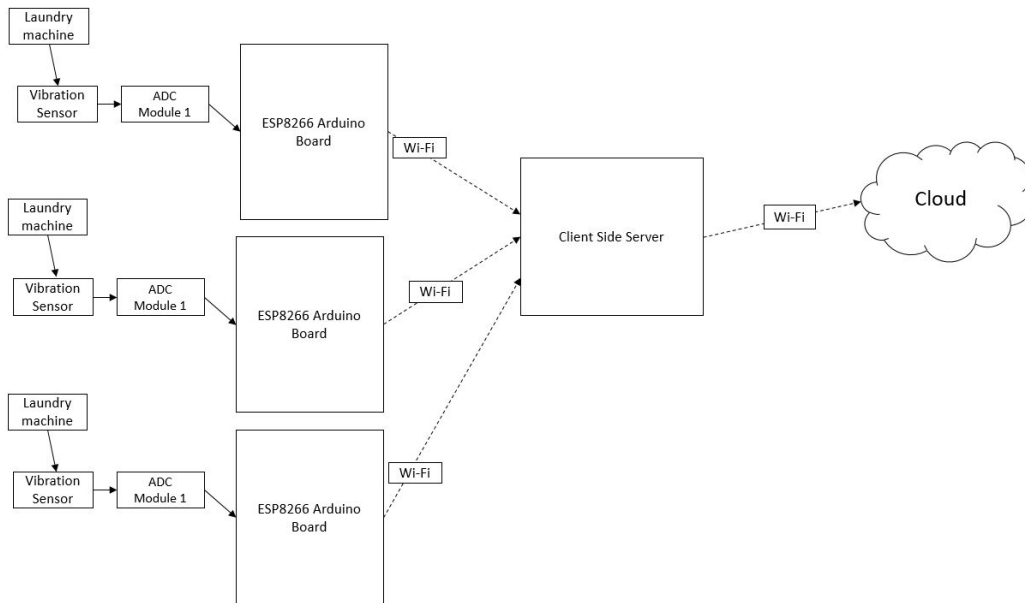 Laundry
machine
Vibration
Sensor
ADC
Module 1
ESP8266 Arduino
Board
Wi-Fi
Laundry
machine
Vibration
Sensor
ADC
Module 1
ESP8266 Arduino
Board
Wi-Fi
Laundry
machine
Vibration
Sensor
ADC
Module 1
ESP8266 Arduino
Board
Wi-Fi
Client Side Server
Wi-Fi
Cloud